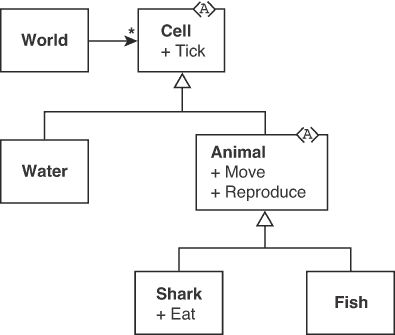 World
*
<A>
Cell
+ Tick
Water
<A>
Animal
+ Move
+ Reproduce
Shark
+ Eat
Fish